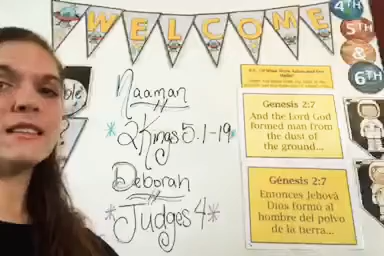 WELCOME
4TH
5TH
&
6TH
ble
Naaman
*2Kings 5:1-19*
Deborah
*Judges 4*
Genesis 2:7
And the Lord God
formed man from
the dust of
the ground...
Génesis 2:7
Entonces Jehová
Dios formó al
hombre del polvo
de la tierra...